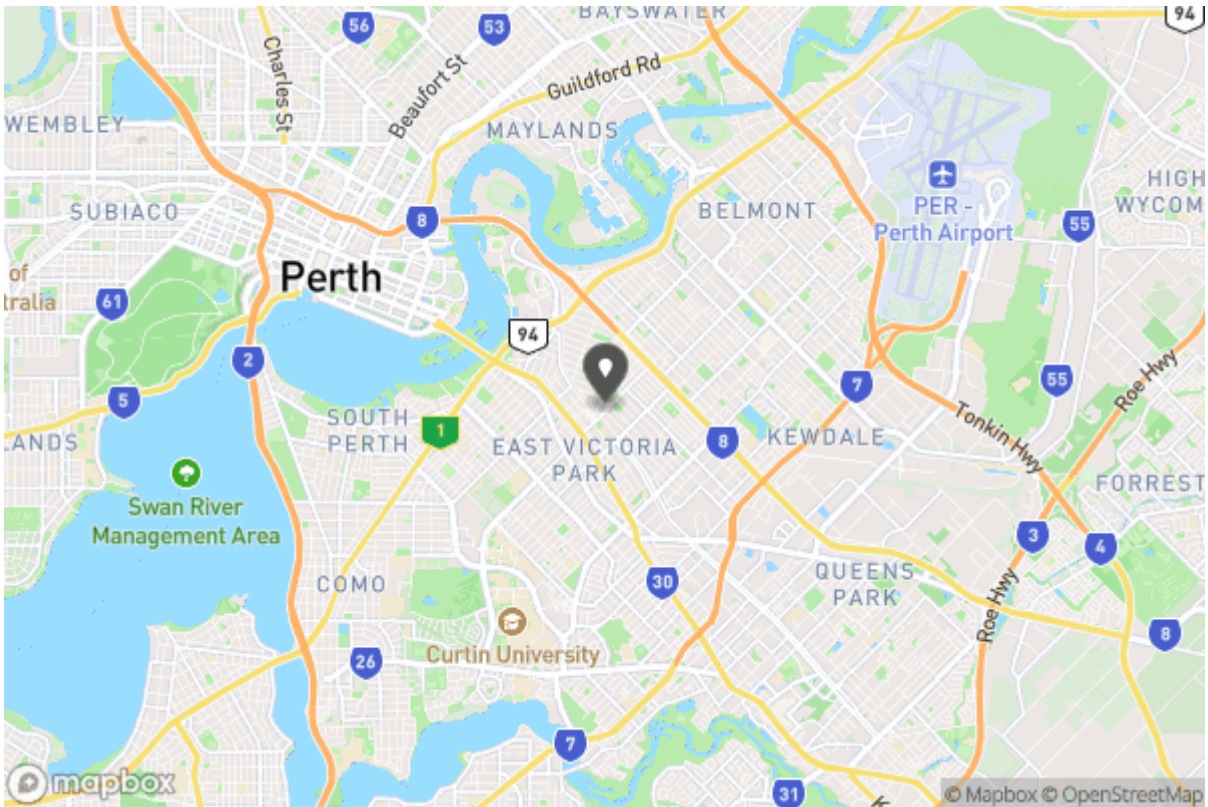 BAYSWATER
94
56
53
Charles St
Beaufort St
Guildford Rd
WEMBLEY
MAYLANDS
HIGH
WYCOM
SUBIACO
8
BELMONT
PER -
Perth Airport
55
Perth
of
tralia
61
94
2
5
7
55
Roe Hwy
SOUTH
PERTH
1
EAST VICTORIA
PARK
8
KEWDALE
Tonkin Hwy
LANDS
Swan River
Management Area
FORREST
3
4
COMO
30
QUEENS
PARK
Roe Hwy
Curtin University
26
8
7
31
K
mapbox
© Mapbox © OpenStreetMap